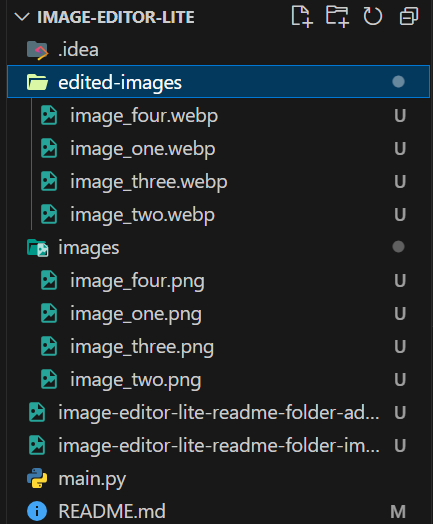 IMAGE-EDITOR-LITE
.idea
edited-images
image_four.webp U
image_one.webp U
image_three.webp U
image_two.webp U
images
image_four.png U
image_one.png U
image_three.png U
image_two.png U
image-editor-lite-readme-folder-ad... U
image-editor-lite-readme-folder-im... U
main.py
README.md M